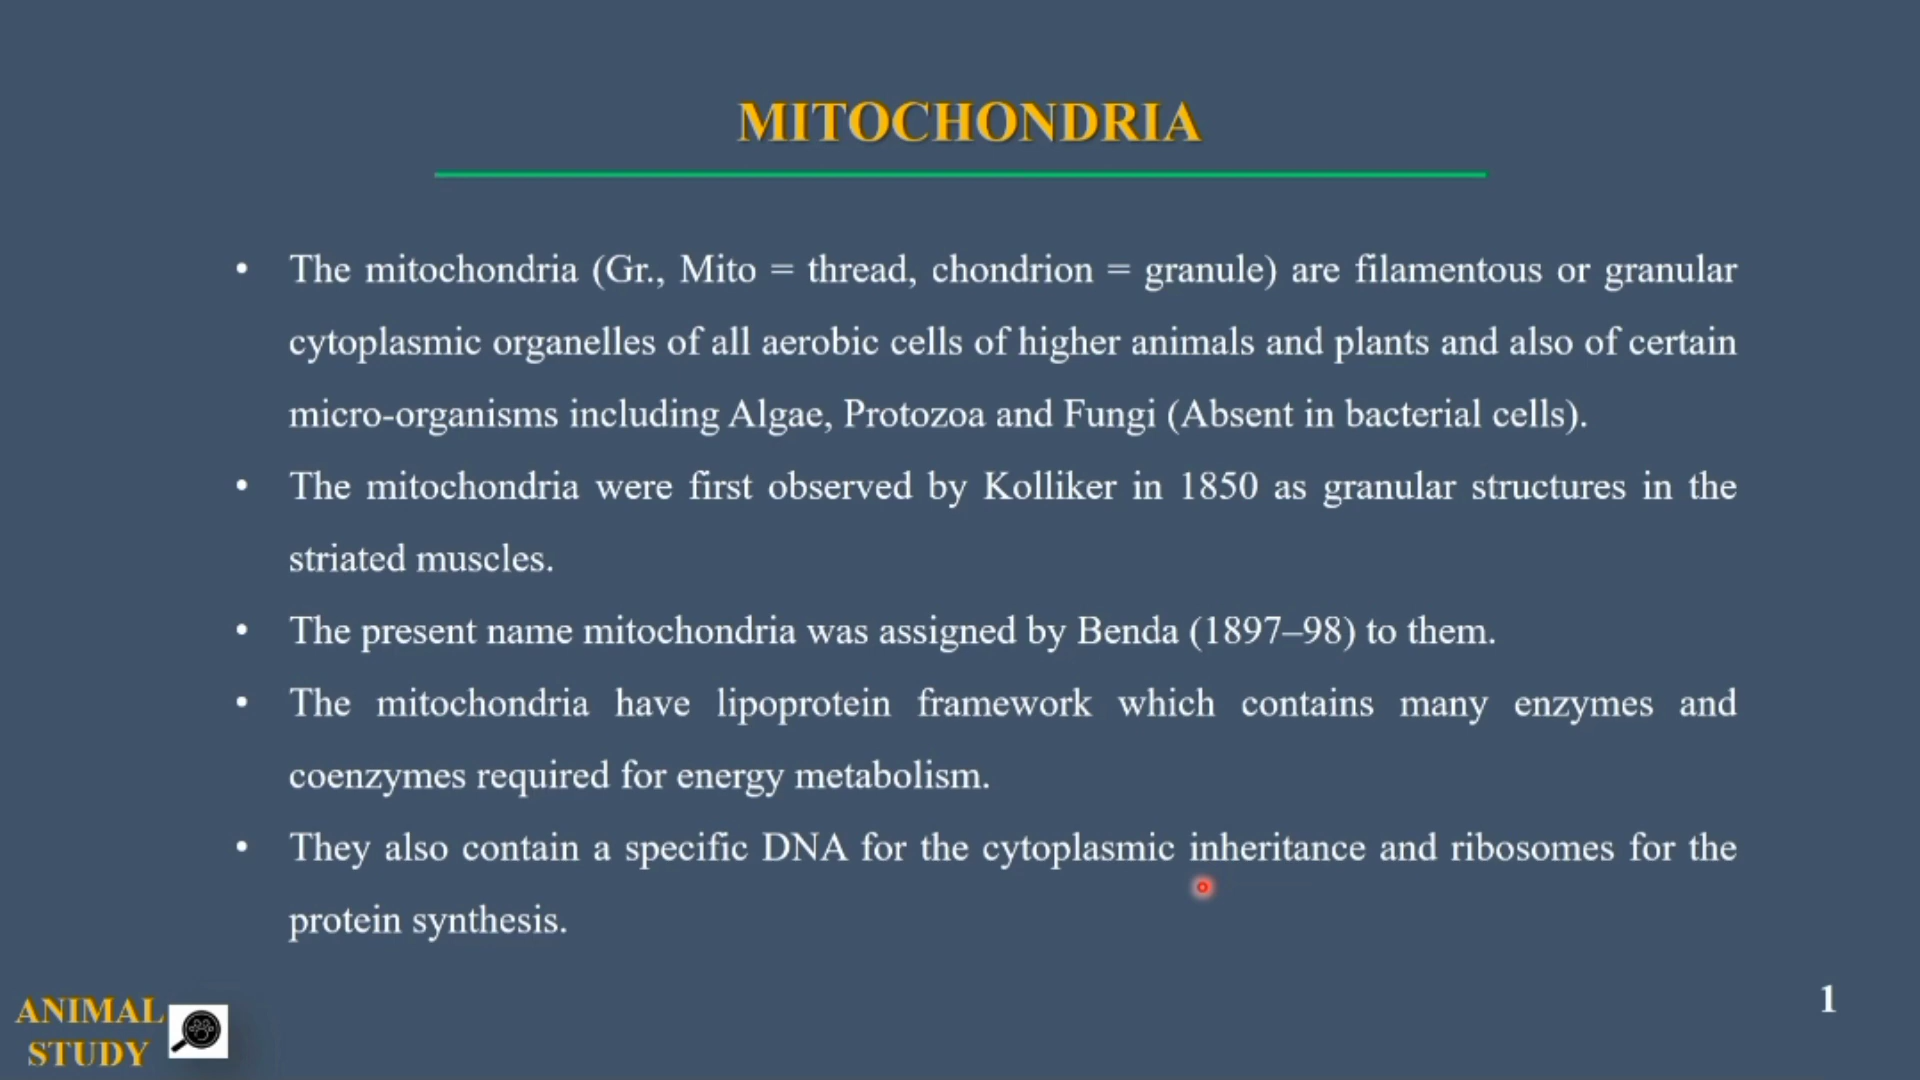 MITOCHONDRIA
• The mitochondria (Gr., Mito = thread, chondrion = granule) are filamentous or granular
cytoplasmic organelles of all aerobic cells of higher animals and plants and also of certain
micro-organisms including Algae, Protozoa and Fungi (Absent in bacterial cells).
• The mitochondria were first observed by Kolliker in 1850 as granular structures in the
striated muscles.
• The present name mitochondria was assigned by Benda (1897–98) to them.
• The mitochondria have lipoprotein framework which contains many enzymes and
coenzymes required for energy metabolism.
• They also contain a specific DNA for the cytoplasmic inheritance and ribosomes for the
protein synthesis.
ANIMAL
STUDY
1